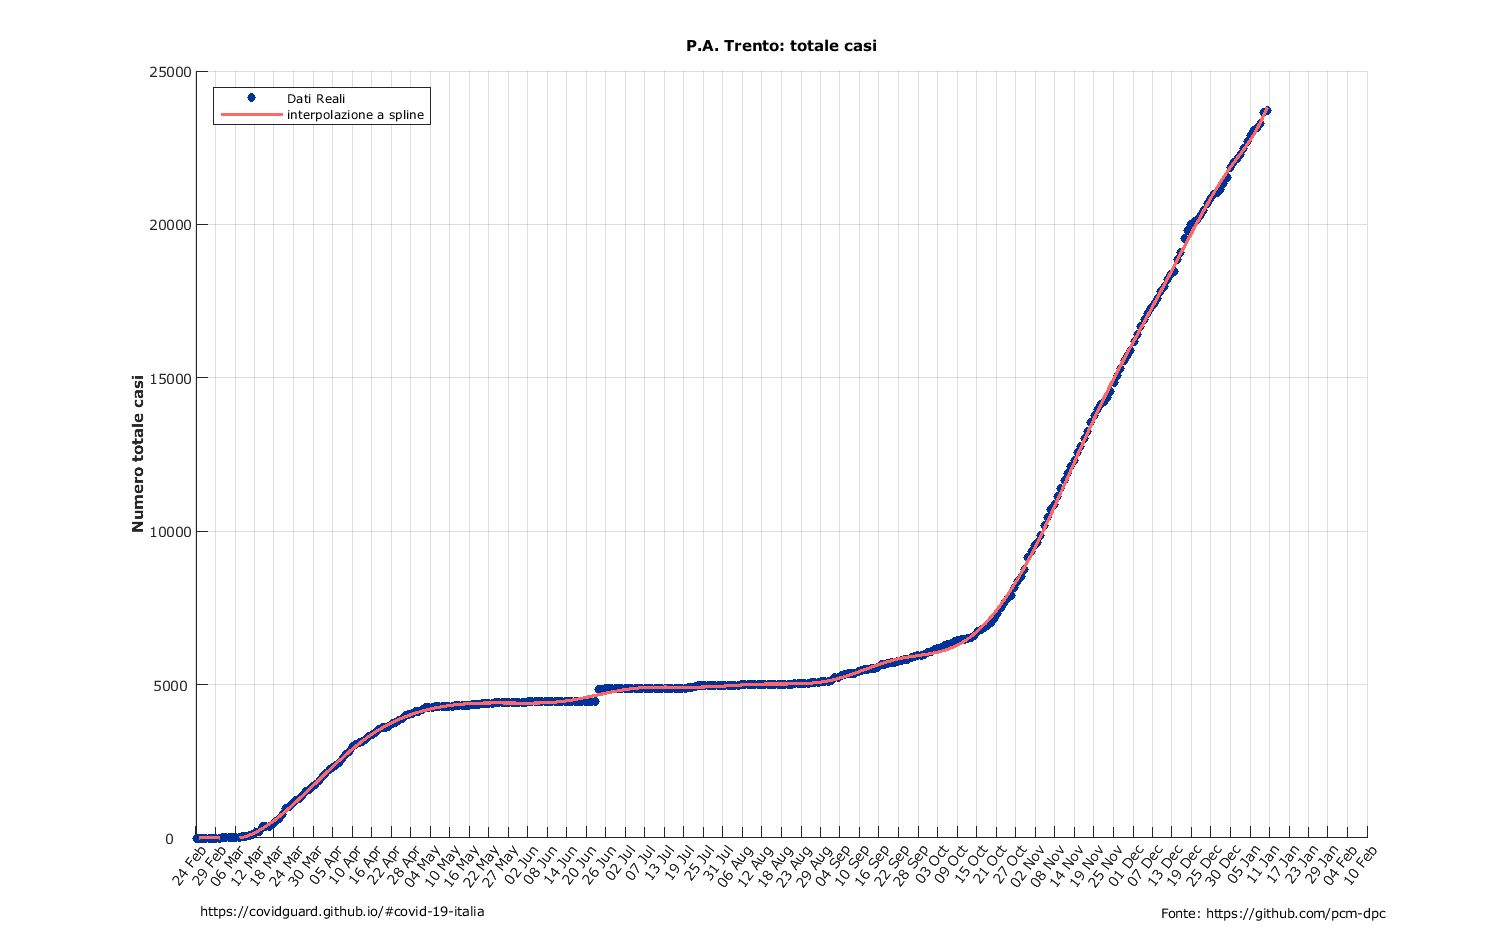 P.A. Trento: totale casi
25000
20000
15000
10000
5000
0
Numero totale casi
Dati Reali
interpolazione a spline
24 Feb
29 Feb
06 Mar
12 Mar
18 Mar
24 Mar
30 Mar
05 Apr
10 Apr
16 Apr
22 Apr
28 Apr
04 May
10 May
16 May
22 May
27 May
02 Jun
08 Jun
14 Jun
20 Jun
26 Jun
02 Jul
07 Jul
13 Jul
19 Jul
25 Jul
31 Jul
06 Aug
12 Aug
18 Aug
23 Aug
29 Aug
04 Sep
10 Sep
16 Sep
22 Sep
28 Sep
03 Oct
09 Oct
15 Oct
21 Oct
27 Oct
02 Nov
08 Nov
14 Nov
19 Nov
25 Nov
01 Dec
07 Dec
13 Dec
19 Dec
25 Dec
30 Dec
05 Jan
11 Jan
17 Jan
23 Jan
29 Jan
04 Feb
10 Feb
https://covidguard.github.io/#covid-19-italia
Fonte: https://github.com/pcm-dpc